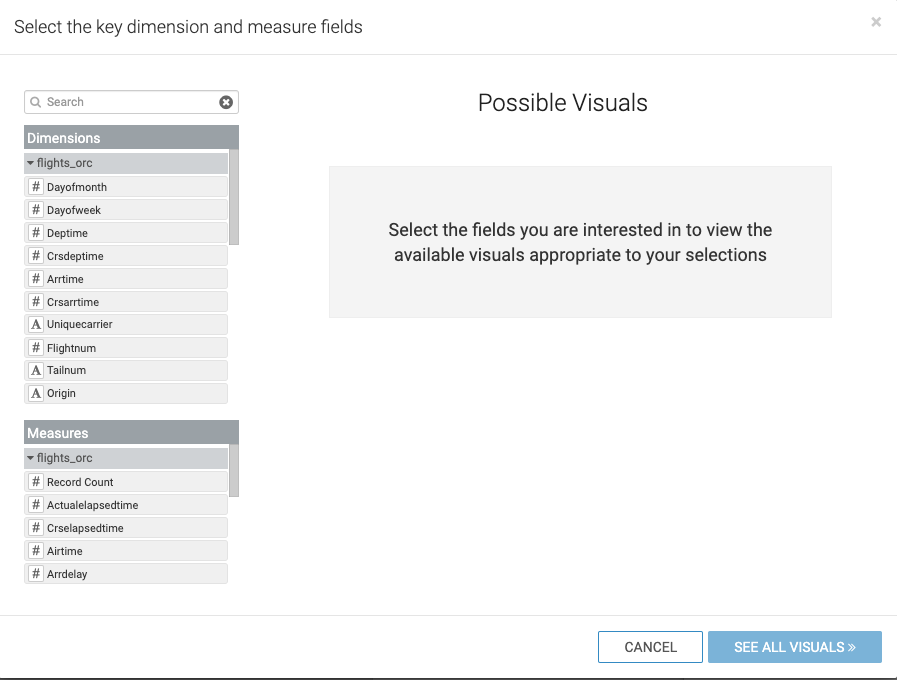 Select the key dimension and measure fields
×
Search
Possible Visuals
Dimensions
flights_orc
# Dayofmonth
# Dayofweek
# Deptime
# Crsdeptime
# Arrtime
# Crsarrtime
A Uniquecarrier
# Flightnum
A Tailnum
A Origin
Select the fields you are interested in to view the
available visuals appropriate to your selections
Measures
flights_orc
# Record Count
# Actualelapsedtime
# Crselapsedtime
# Airtime
# Arrdelay
CANCEL
SEE ALL VISUALS »